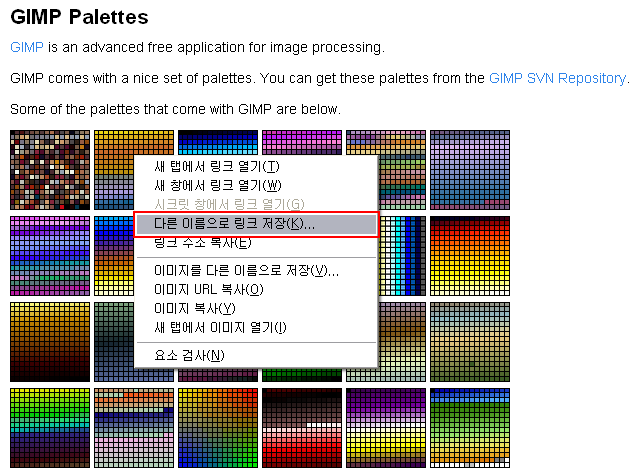 GIMP Palettes
GIMP is an advanced free application for image processing.
GIMP comes with a nice set of palettes. You can get these palettes from the GIMP SVN Repository.
Some of the palettes that come with GIMP are below.
새 탭에서 링크 열기(T)
새 창에서 링크 열기(W)
시크릿 창에서 링크 열기(G)
다른 이름으로 링크 저장(K)...
링크 주소 복사(E)
이미지를 다른 이름으로 저장(V)...
이미지 URL 복사(O)
이미지 복사(Y)
새 탭에서 이미지 열기(I)
요소 검사(N)